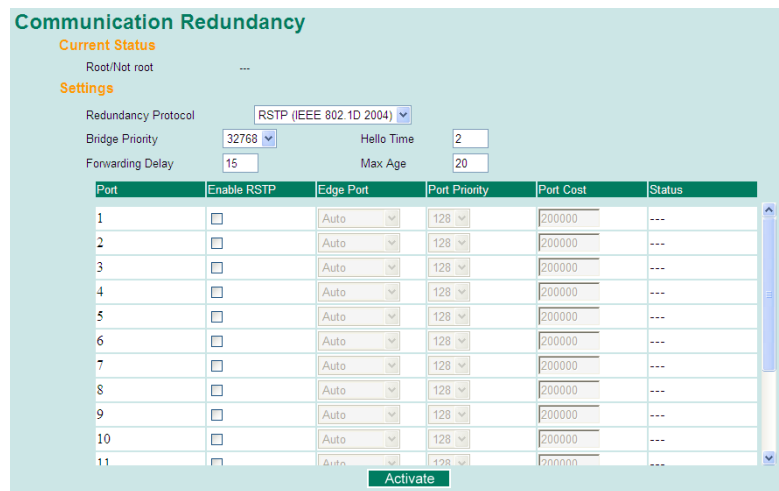 Communication Redundancy
Current Status
Root/Not root ---
Settings
Redundancy Protocol RSTP (IEEE 802.1D 2004)
Bridge Priority 32768 Hello Time 2
Forwarding Delay 15 Max Age 20
Port Enable RSTP Edge Port Port Priority Port Cost Status
1 Auto 128 200000 ---
2 Auto 128 200000 ---
3 Auto 128 200000 ---
4 Auto 128 200000 ---
5 Auto 128 200000 ---
6 Auto 128 200000 ---
7 Auto 128 200000 ---
8 Auto 128 200000 ---
9 Auto 128 200000 ---
10 Auto 128 200000 ---
11 Auto 128 200000 ---
Activate